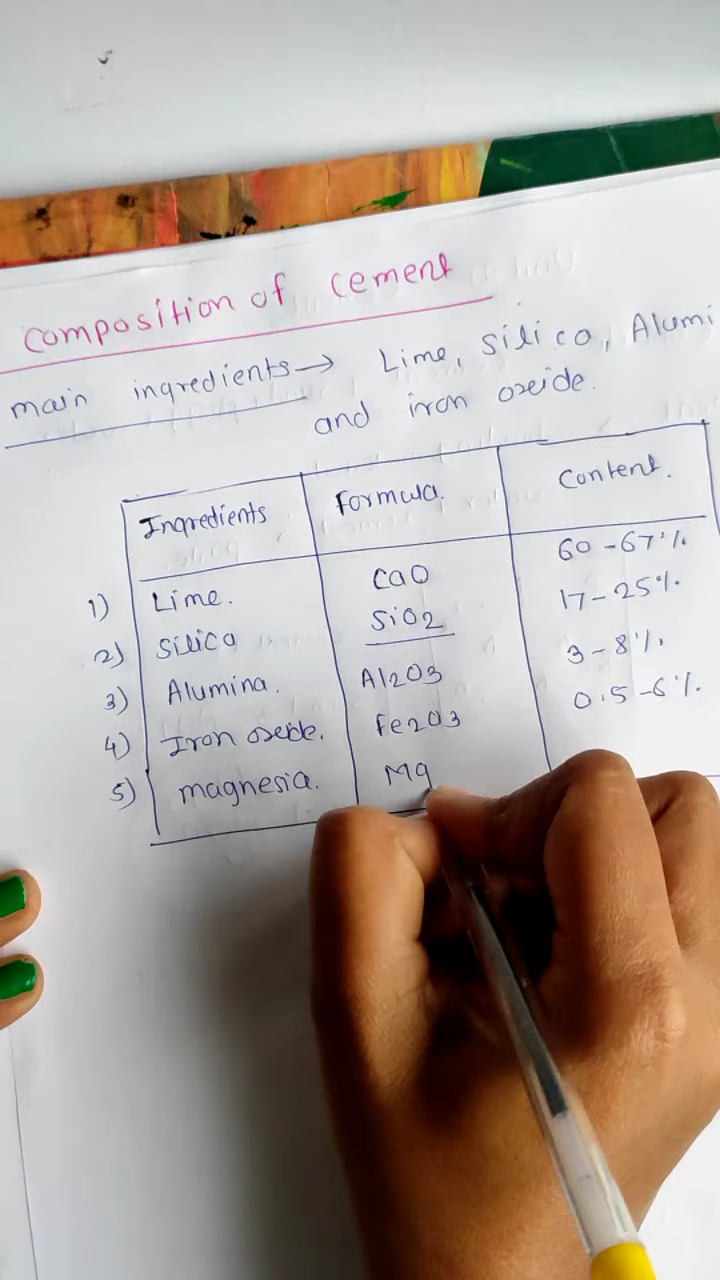 Composition of cement
main ingredients → Lime, silica, Alumi
and iron oxide.
Ingredients Formula. Content.
1) Lime. CaO 60-67%
2) Silica SiO2 17-25%
3) Alumina. Al2O3 3-8%
4) Iron oxide. Fe2O3 0.5-6%
5) magnesia. Mg